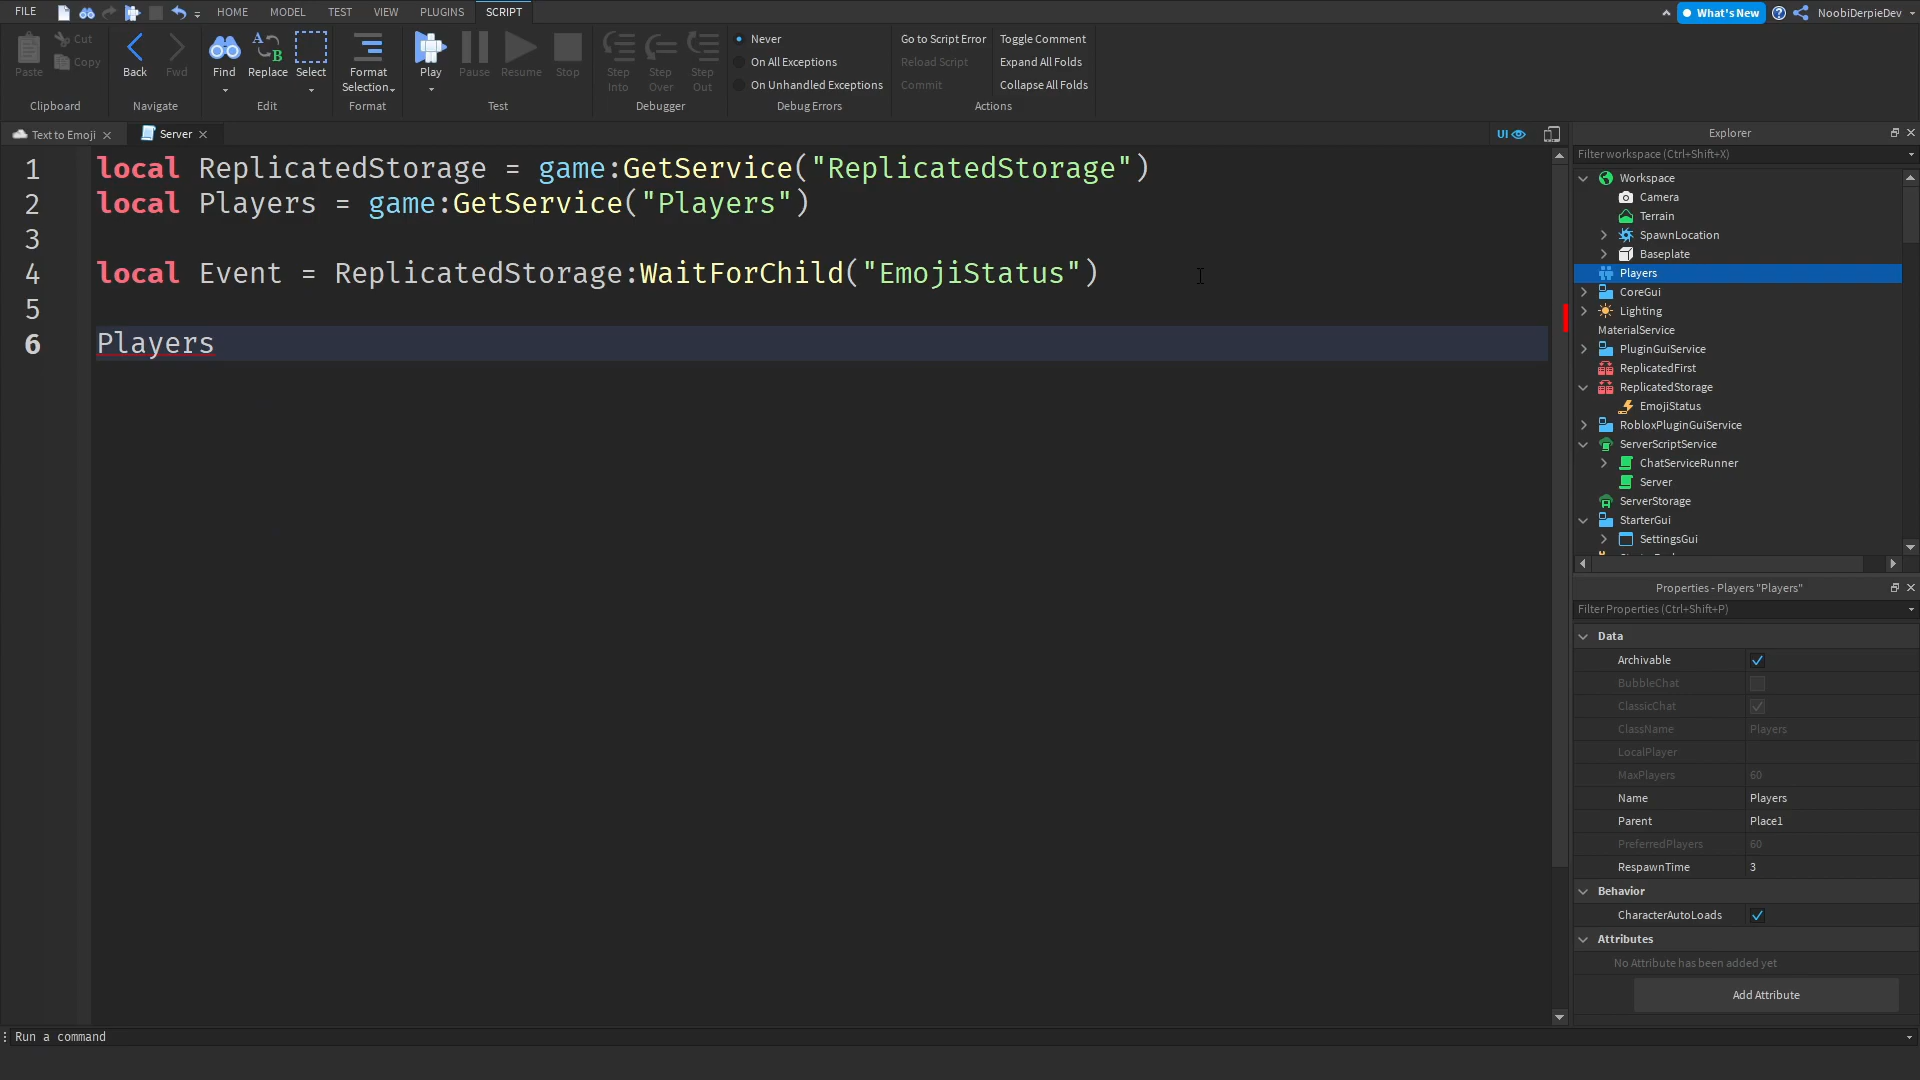 FILE
HOME
MODEL
TEST
VIEW
PLUGINS
SCRIPT
What's New
NoobiDerpieDev
Paste
Cut
Copy
Clipboard
Back
Fwd
Navigate
Find
Replace
Select
Edit
Format
Selection
Format
Play
Pause
Resume
Stop
Test
Step
Into
Step
Over
Step
Out
Debugger
Never
On All Exceptions
On Unhandled Exceptions
Debug Errors
Go to Script Error
Reload Script
Commit
Toggle Comment
Expand All Folds
Collapse All Folds
Actions
Text to Emoji
Server
UI
1 local ReplicatedStorage = game:GetService("ReplicatedStorage")
2 local Players = game:GetService("Players")
3
4 local Event = ReplicatedStorage:WaitForChild("EmojiStatus")
5
6 Players
Explorer
Filter workspace (Ctrl+Shift+X)
Workspace
Camera
Terrain
SpawnLocation
Baseplate
Players
CoreGui
Lighting
MaterialService
PluginGuiService
ReplicatedFirst
ReplicatedStorage
EmojiStatus
RobloxPluginGuiService
ServerScriptService
ChatServiceRunner
Server
ServerStorage
StarterGui
SettingsGui
Properties - Players "Players"
Filter Properties (Ctrl+Shift+P)
Data
Archivable
BubbleChat
ClassicChat
ClassName Players
LocalPlayer
MaxPlayers 60
Name Players
Parent Place1
PreferredPlayers 60
RespawnTime 3
Behavior
CharacterAutoLoads
Attributes
No Attribute has been added yet
Add Attribute
Run a command